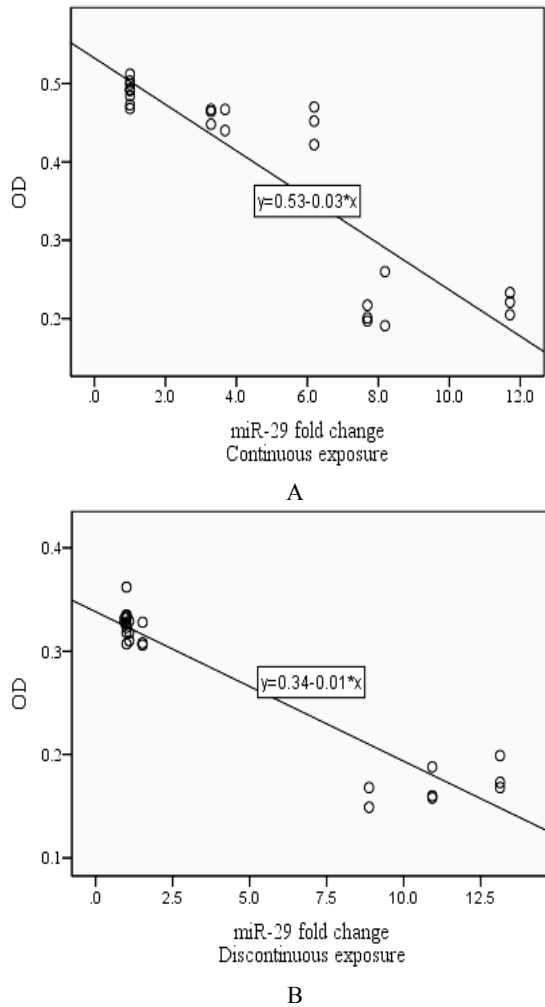 0.5
0.4
0.3
0.2
OD
y=0.53-0.03*x
.0 2.0 4.0 6.0 8.0 10.0 12.0
miR-29 fold change
Continuous exposure
A
0.4
0.3
0.2
0.1
OD
y=0.34-0.01*x
.0 2.5 5.0 7.5 10.0 12.5
miR-29 fold change
Discontinuous exposure
B